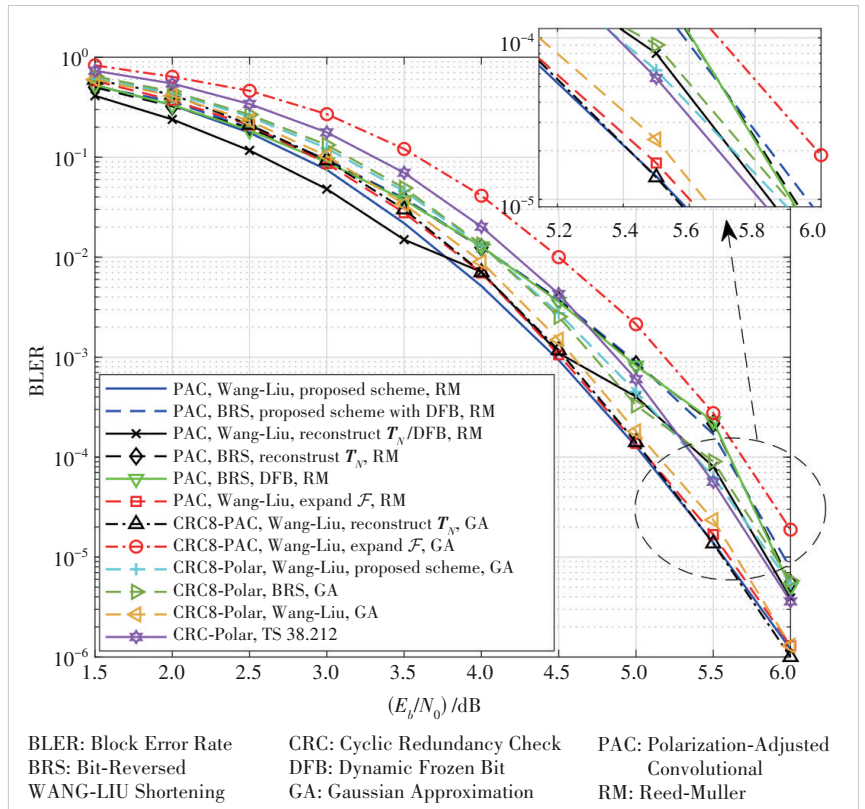 10^-4
10^-5
5.2 5.4 5.6 5.8 6.0
10^0
10^-1
10^-2
10^-3
10^-4
10^-5
10^-6
BLER
PAC, Wang-Liu, proposed scheme, RM
PAC, BRS, proposed scheme with DFB, RM
PAC, Wang-Liu, reconstruct T_N/DFB, RM
PAC, BRS, reconstrust T_N, RM
PAC, BRS, DFB, RM
PAC, Wang-Liu, expand ℱ, RM
CRC8-PAC, Wang-Liu, reconstruct T_N, GA
CRC8-PAC, Wang-Liu, expand ℱ, GA
CRC8-Polar, Wang-Liu, proposed scheme, GA
CRC8-Polar, BRS, GA
CRC8-Polar, Wang-Liu, GA
CRC-Polar, TS 38.212
1.5 2.0 2.5 3.0 3.5 4.0 4.5 5.0 5.5 6.0
(E_b/N_0) /dB
BLER: Block Error Rate
BRS: Bit-Reversed
WANG-LIU Shortening
CRC: Cyclic Redundancy Check
DFB: Dynamic Frozen Bit
GA: Gaussian Approximation
PAC: Polarization-Adjusted
Convolutional
RM: Reed-Muller